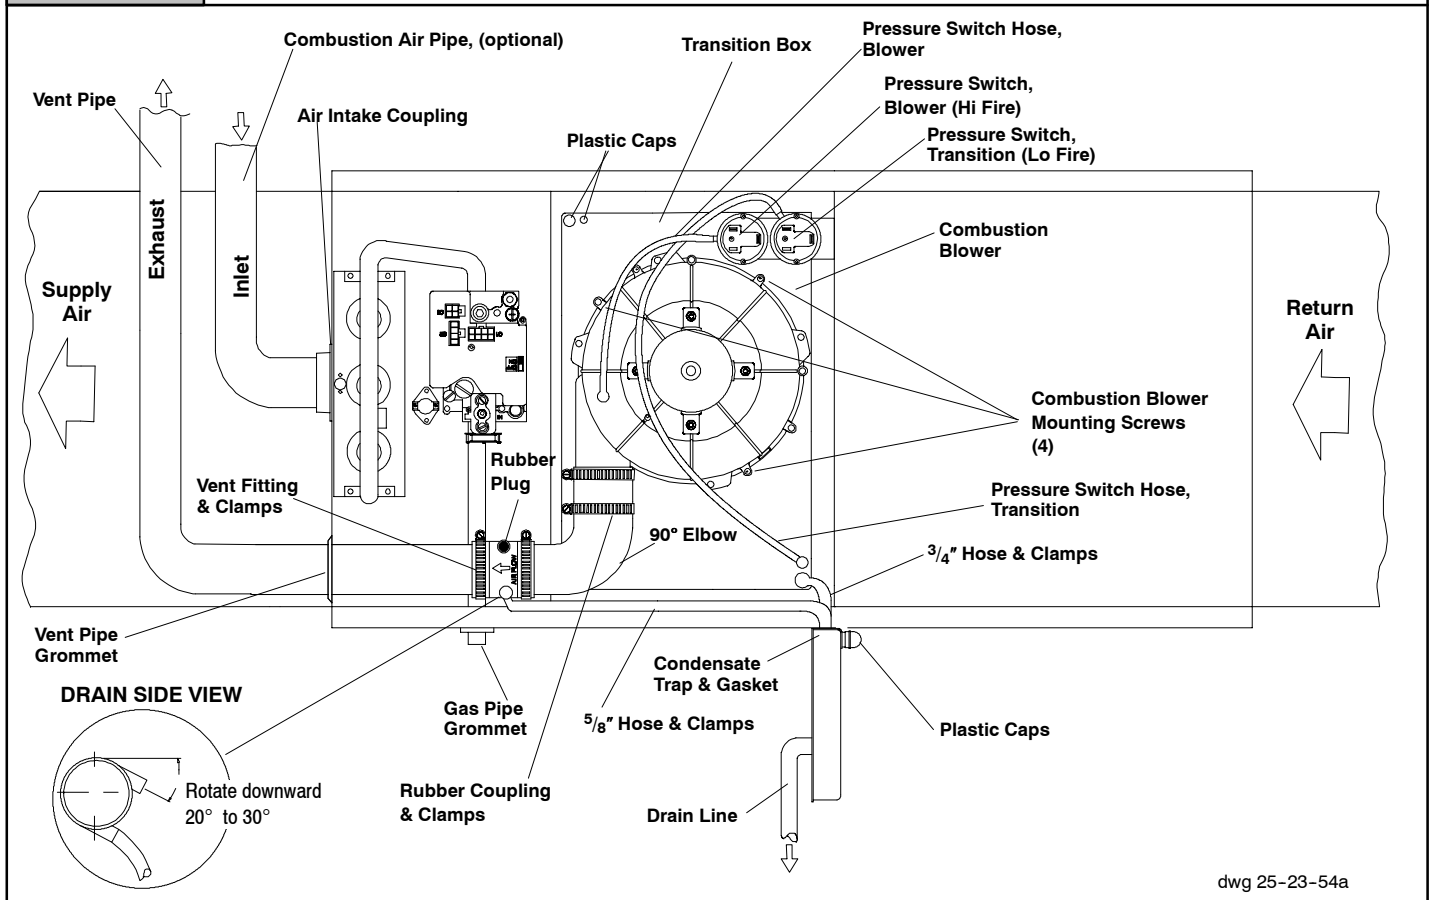 Combustion Air Pipe, (optional)
Transition Box
Pressure Switch Hose,
Blower
Pressure Switch,
Blower (Hi Fire)
Pressure Switch,
Transition (Lo Fire)
Vent Pipe
Air Intake Coupling
Plastic Caps
Exhaust
Inlet
Combustion
Blower
Supply
Air
Return
Air
Combustion Blower
Mounting Screws
(4)
Rubber
Plug
Vent Fitting
& Clamps
Pressure Switch Hose,
Transition
90° Elbow
3/4″ Hose & Clamps
AIR FLOW
Vent Pipe
Grommet
Condensate
Trap & Gasket
DRAIN SIDE VIEW
Gas Pipe
Grommet
5/8″ Hose & Clamps
Plastic Caps
Rotate downward
20° to 30°
Rubber Coupling
& Clamps
Drain Line
dwg 25-23-54a